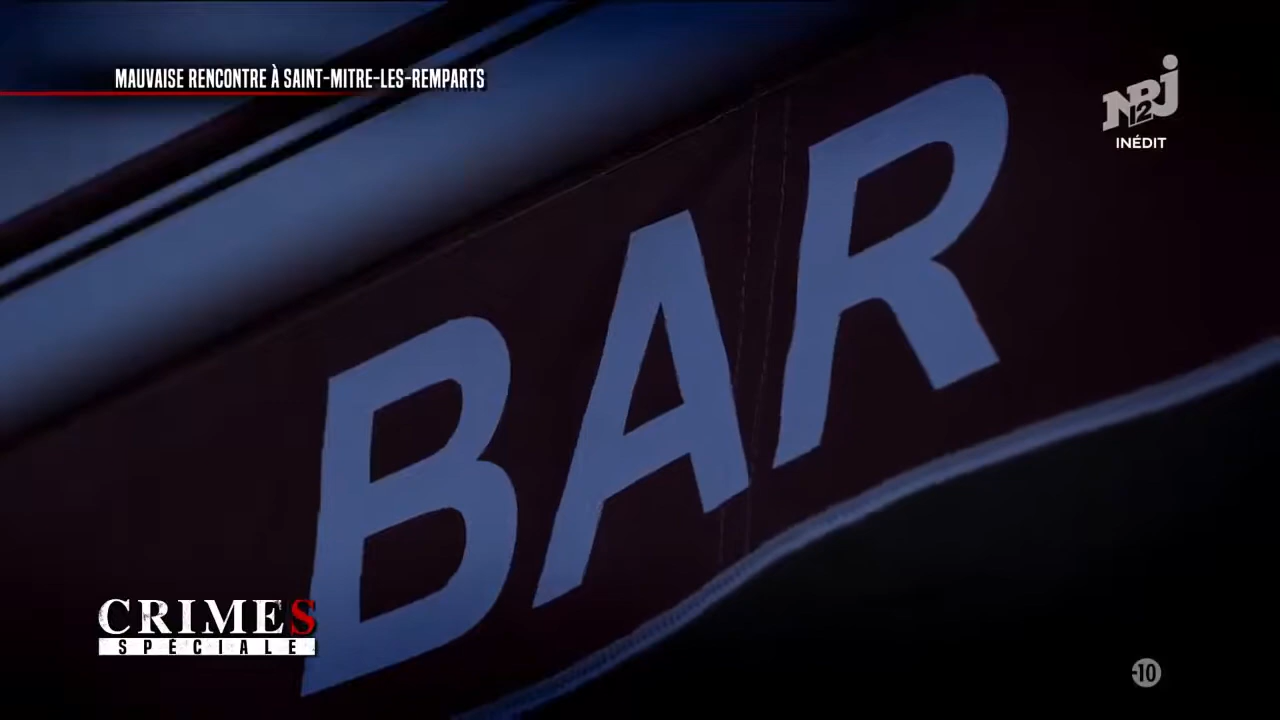 MAUVAISE RENCONTRE À SAINT-MITRE-LES-REMPARTS
NRJ
12
INÉDIT
BAR
CRIMES
SPÉCIALE
-10